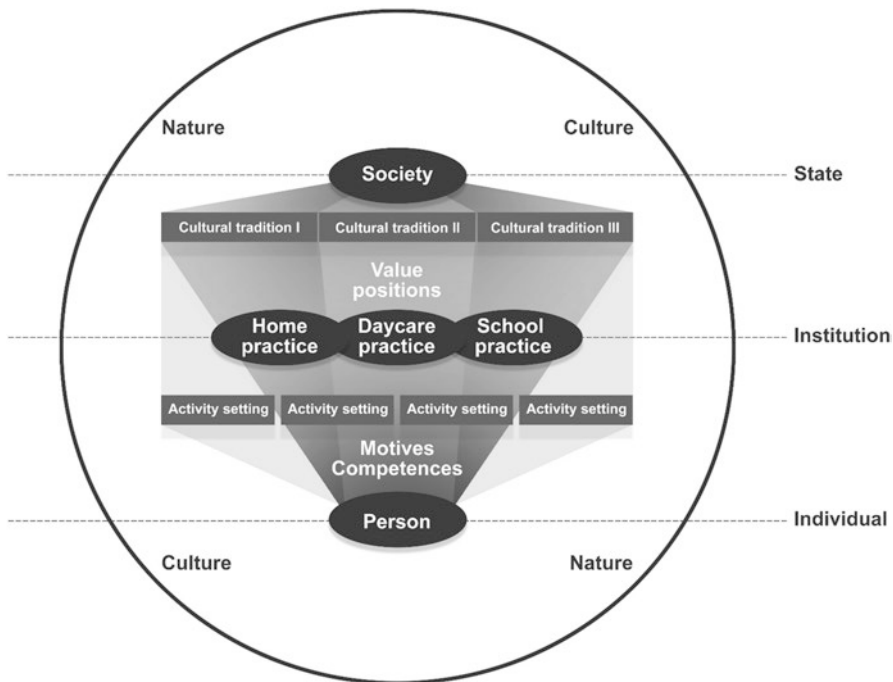 Nature
Culture
Society
State
Cultural tradition I
Cultural tradition II
Cultural tradition III
Value
positions
Home
practice
Daycare
practice
School
practice
Institution
Activity setting
Activity setting
Activity setting
Activity setting
Motives
Competences
Person
Individual
Culture
Nature